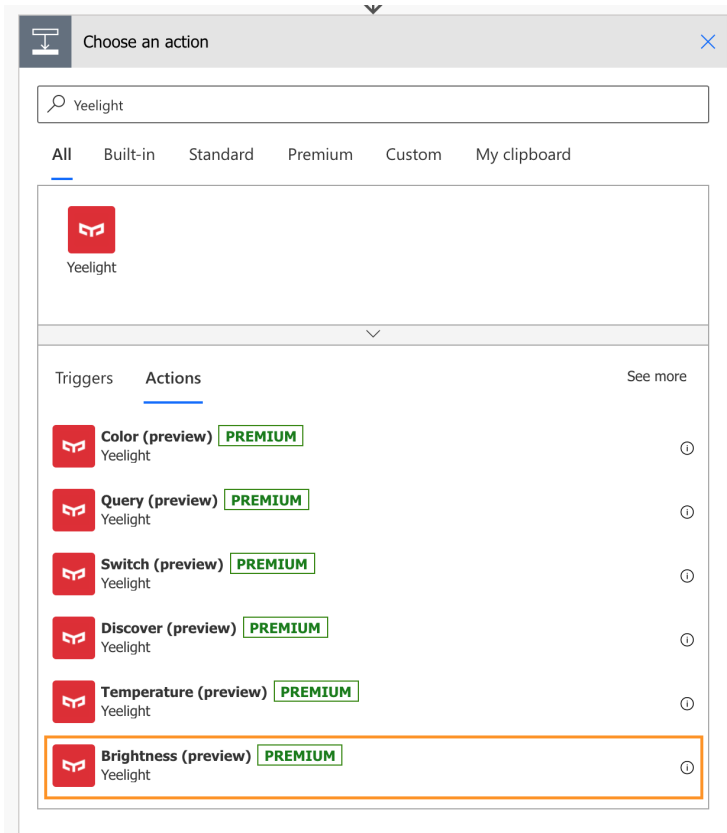 Choose an action
Yeelight
All Built-in Standard Premium Custom My clipboard
Yeelight
Triggers Actions See more
Color (preview) PREMIUM
Yeelight
Query (preview) PREMIUM
Yeelight
Switch (preview) PREMIUM
Yeelight
Discover (preview) PREMIUM
Yeelight
Temperature (preview) PREMIUM
Yeelight
Brightness (preview) PREMIUM
Yeelight